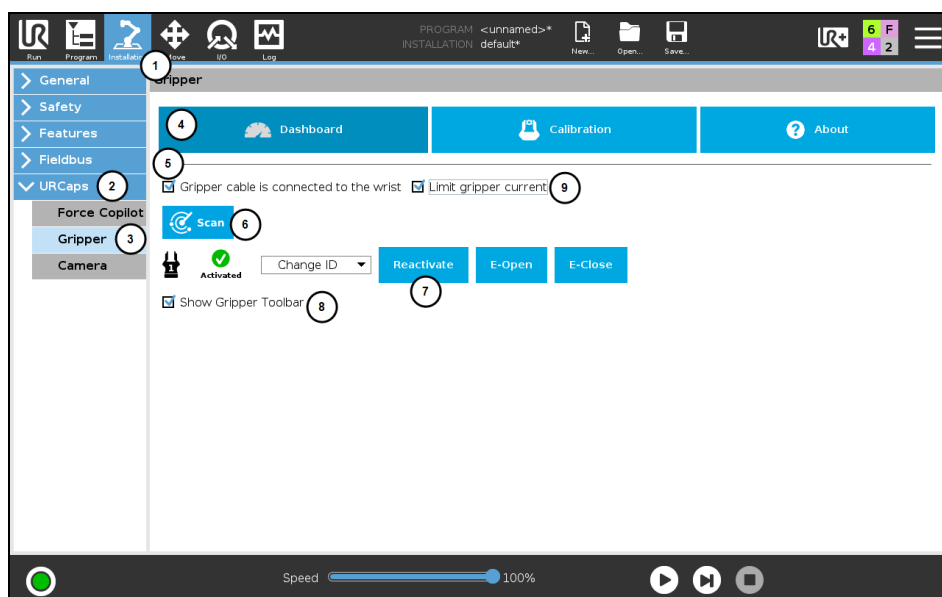 PROGRAM <unnamed>*
INSTALLATION default*
UR
UR+
6 F
4 2
Run Program Installation Move I/O Log New... Open... Save...
1
General
Gripper
Safety
Features
Fieldbus
URCaps 2
Force Copilot
Gripper 3
Camera
4 Dashboard Calibration ? About
5
Gripper cable is connected to the wrist Limit gripper current 9
Scan 6
1 Activated Change ID Reactivate E-Open E-Close
7
Show Gripper Toolbar 8
Speed 100%